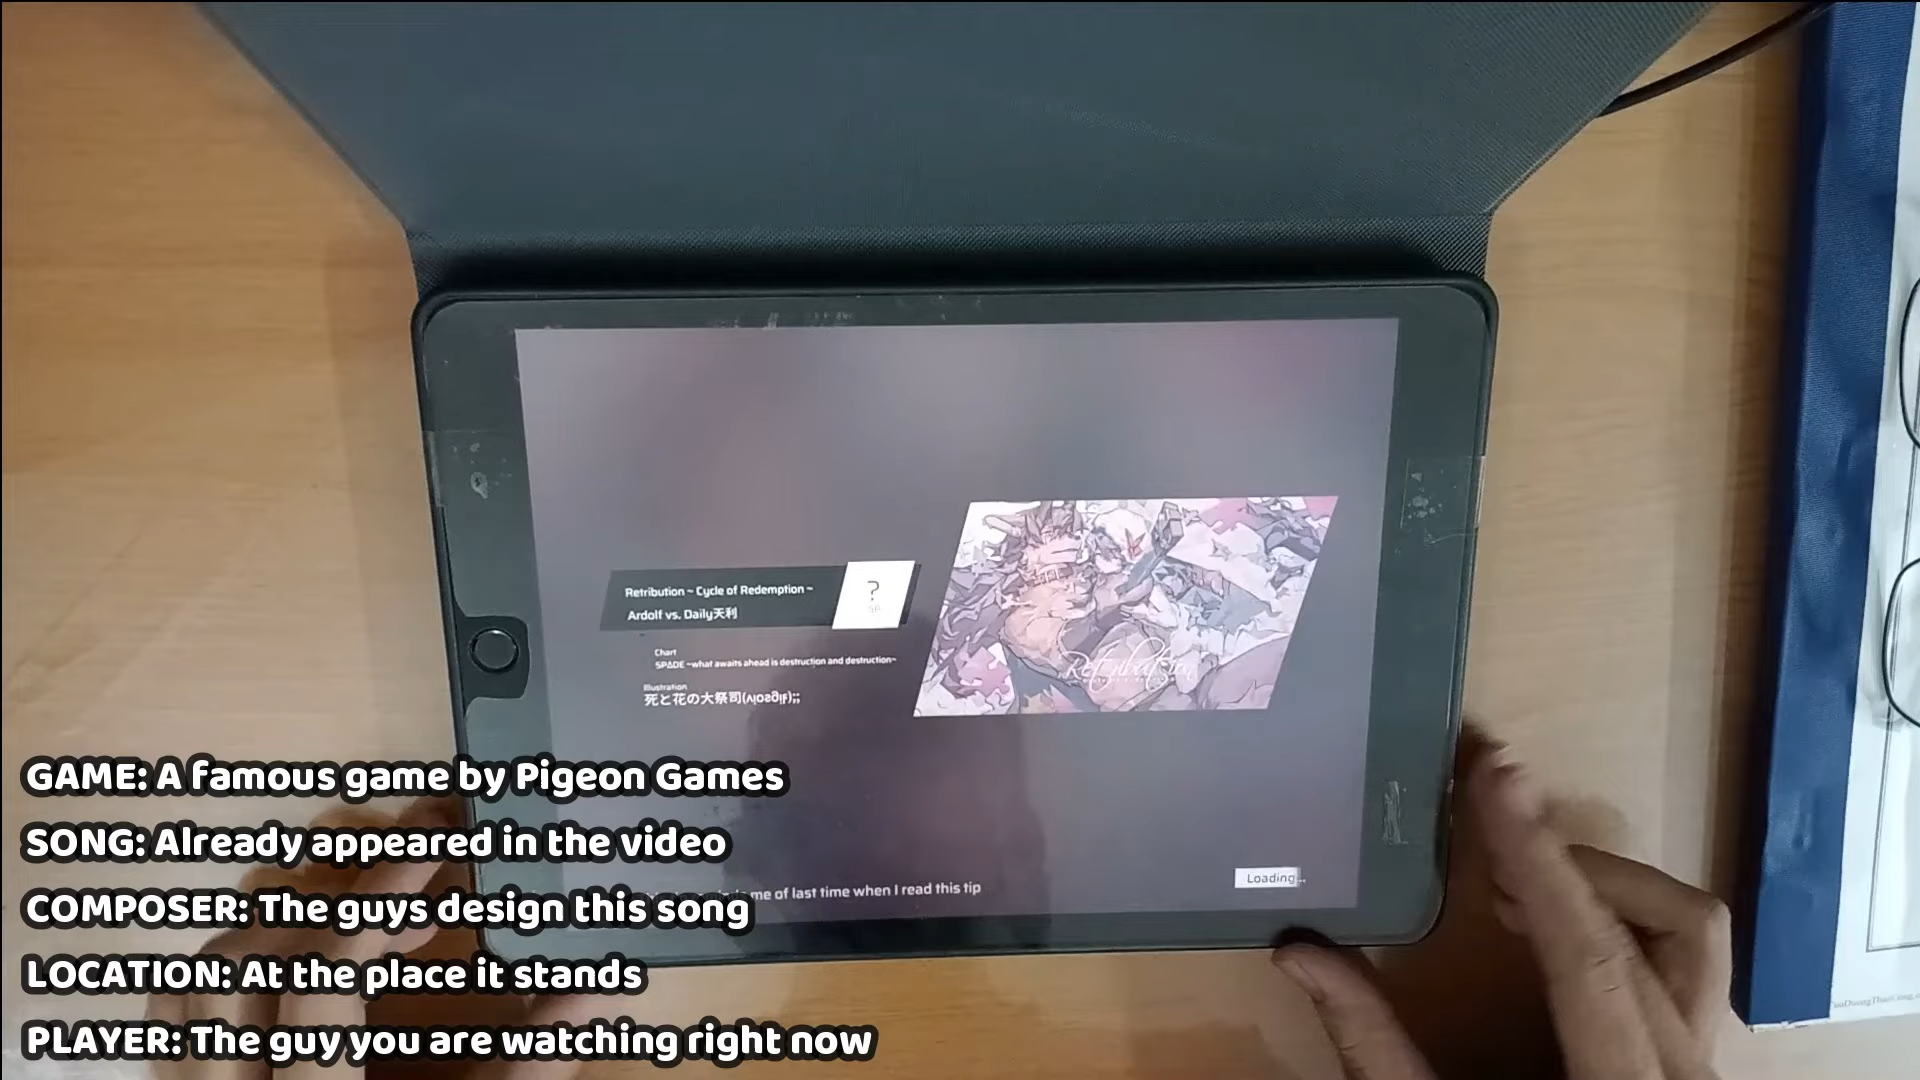 Retribution ~ Cycle of Redemption ~
Ardolf vs. Daily天利
?
SP
Chart
SPΔDE ~what awaits ahead is destruction and destruction~
Illustration
死と花の大祭司
Retribution
me of last time when I read this tip
Loading...
GAME: A famous game by Pigeon Games
SONG: Already appeared in the video
COMPOSER: The guys design this song
LOCATION: At the place it stands
PLAYER: The guy you are watching right now